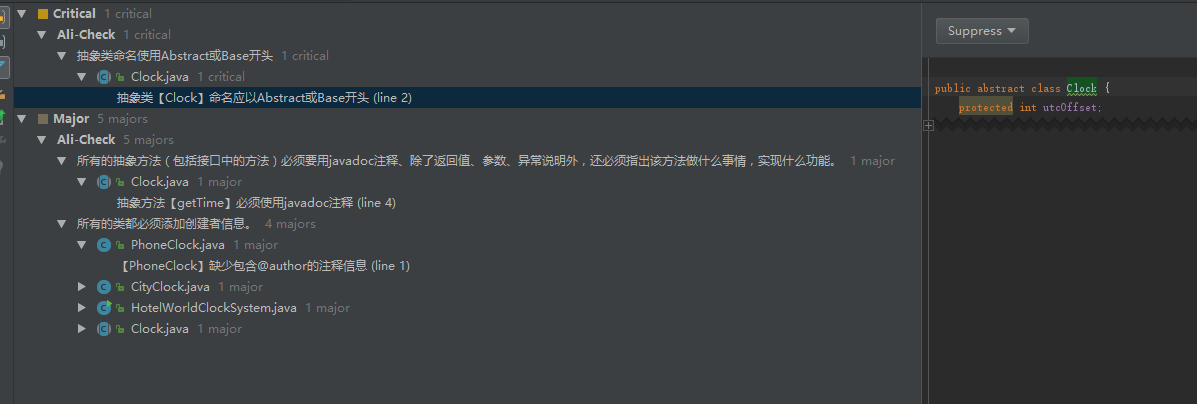 Critical 1 critical
Ali-Check 1 critical
抽象类命名使用Abstract或Base开头 1 critical
Clock.java 1 critical
抽象类【Clock】命名应以Abstract或Base开头 (line 2)
Major 5 majors
Ali-Check 5 majors
所有的抽象方法（包括接口中的方法）必须要用javadoc注释、除了返回值、参数、异常说明外，还必须指出该方法做什么事情，实现什么功能。 1 major
Clock.java 1 major
抽象方法【getTime】必须使用javadoc注释 (line 4)
所有的类都必须添加创建者信息。 4 majors
PhoneClock.java 1 major
【PhoneClock】缺少包含@author的注释信息 (line 1)
CityClock.java 1 major
HotelWorldClockSystem.java 1 major
Clock.java 1 major
Suppress
public abstract class Clock {
protected int utcOffset;